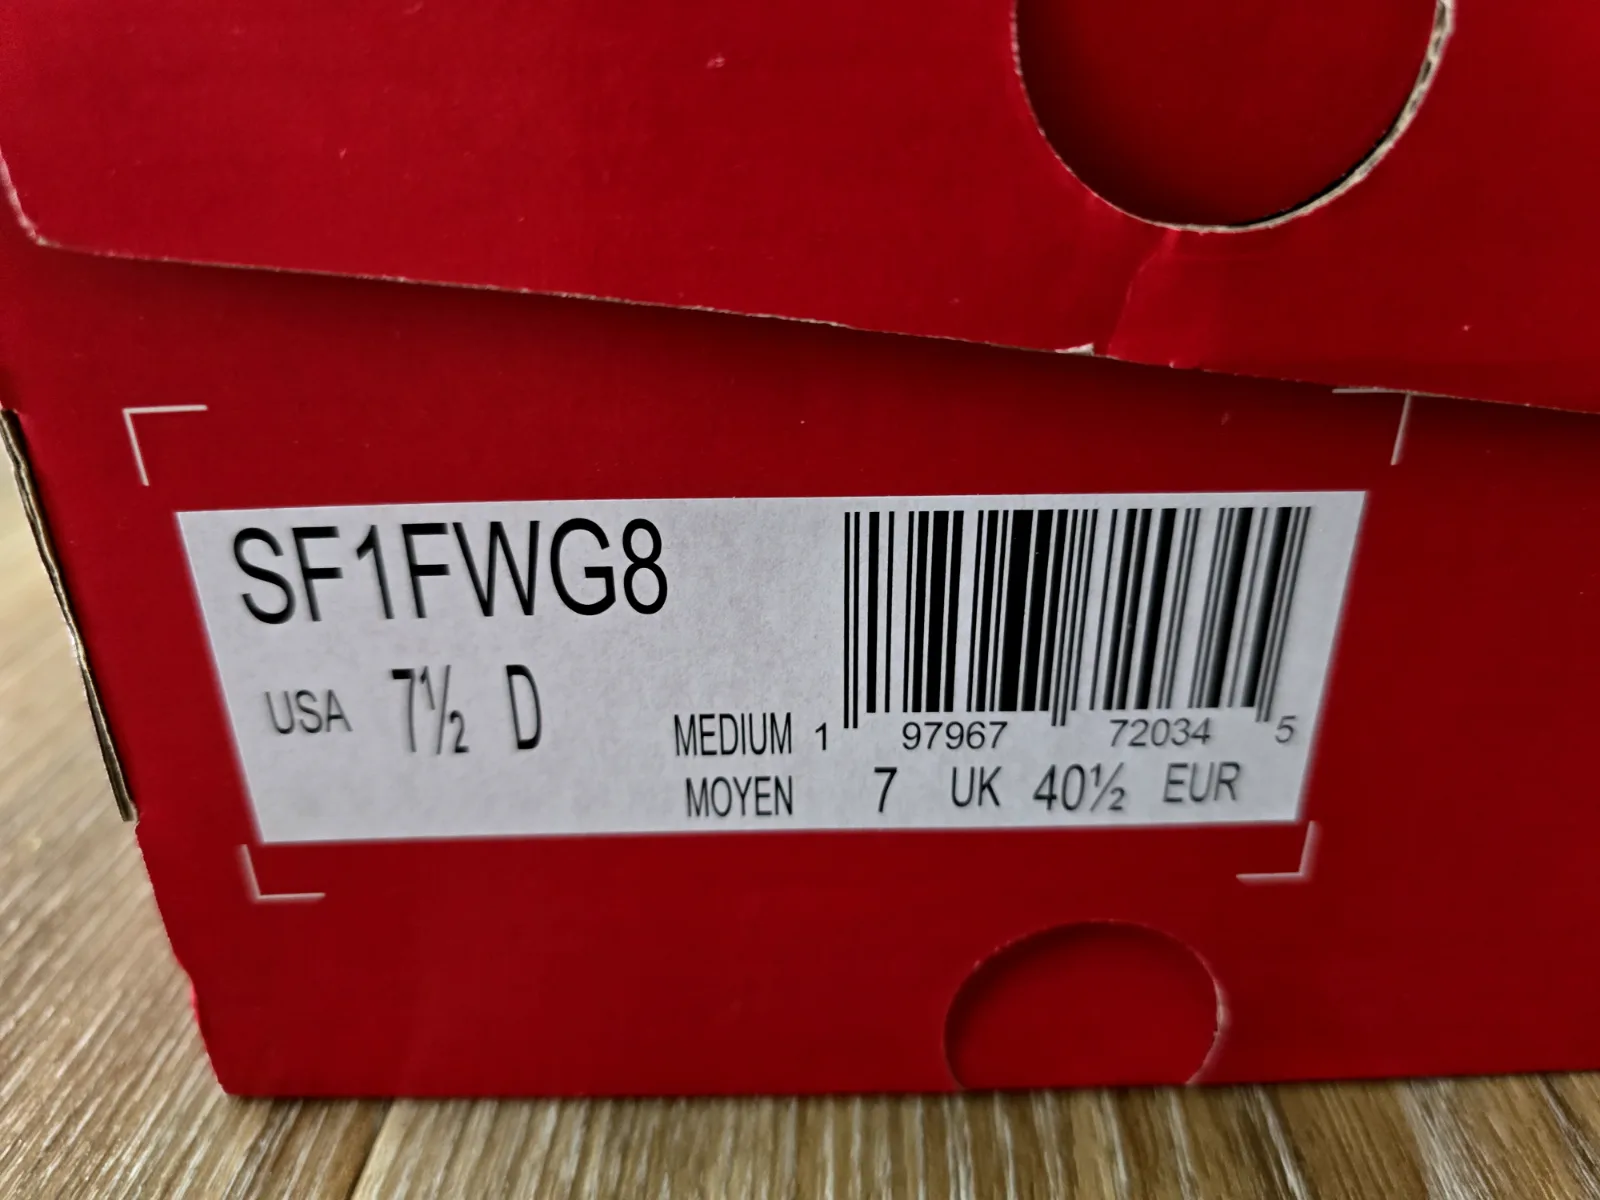 SF1FWG8
USA 7½ D
MEDIUM 1 97967 72034 5
MOYEN 7 UK 40½ EUR